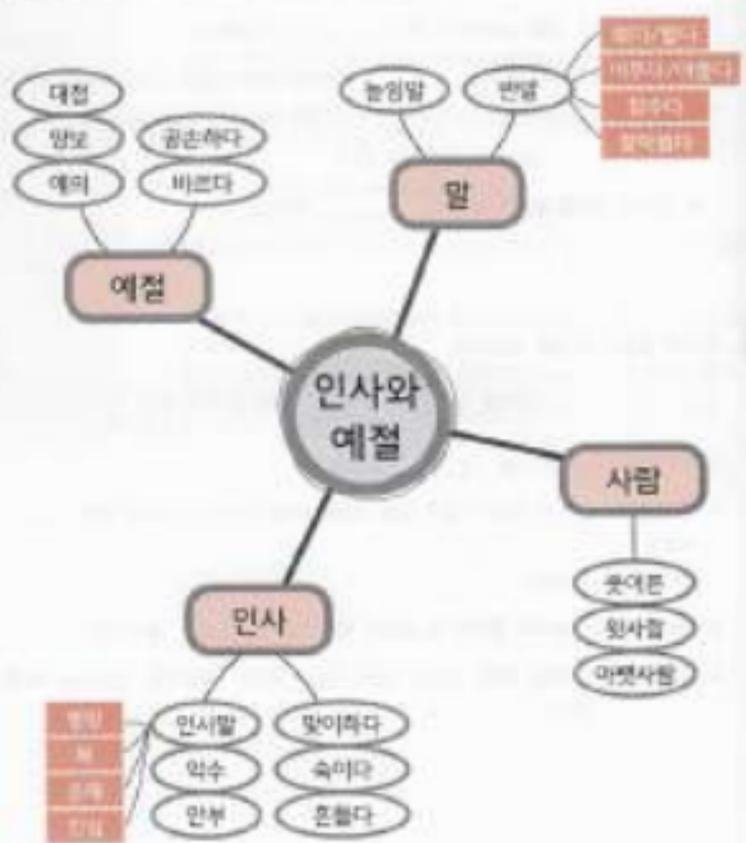 대접
양보
예의
공손하다
바르다
예절
높임말
반말
말
인사와
예절
사람
웃어른
윗사람
아랫사람
인사
인사말
악수
안부
맞이하다
숙이다
흔들다